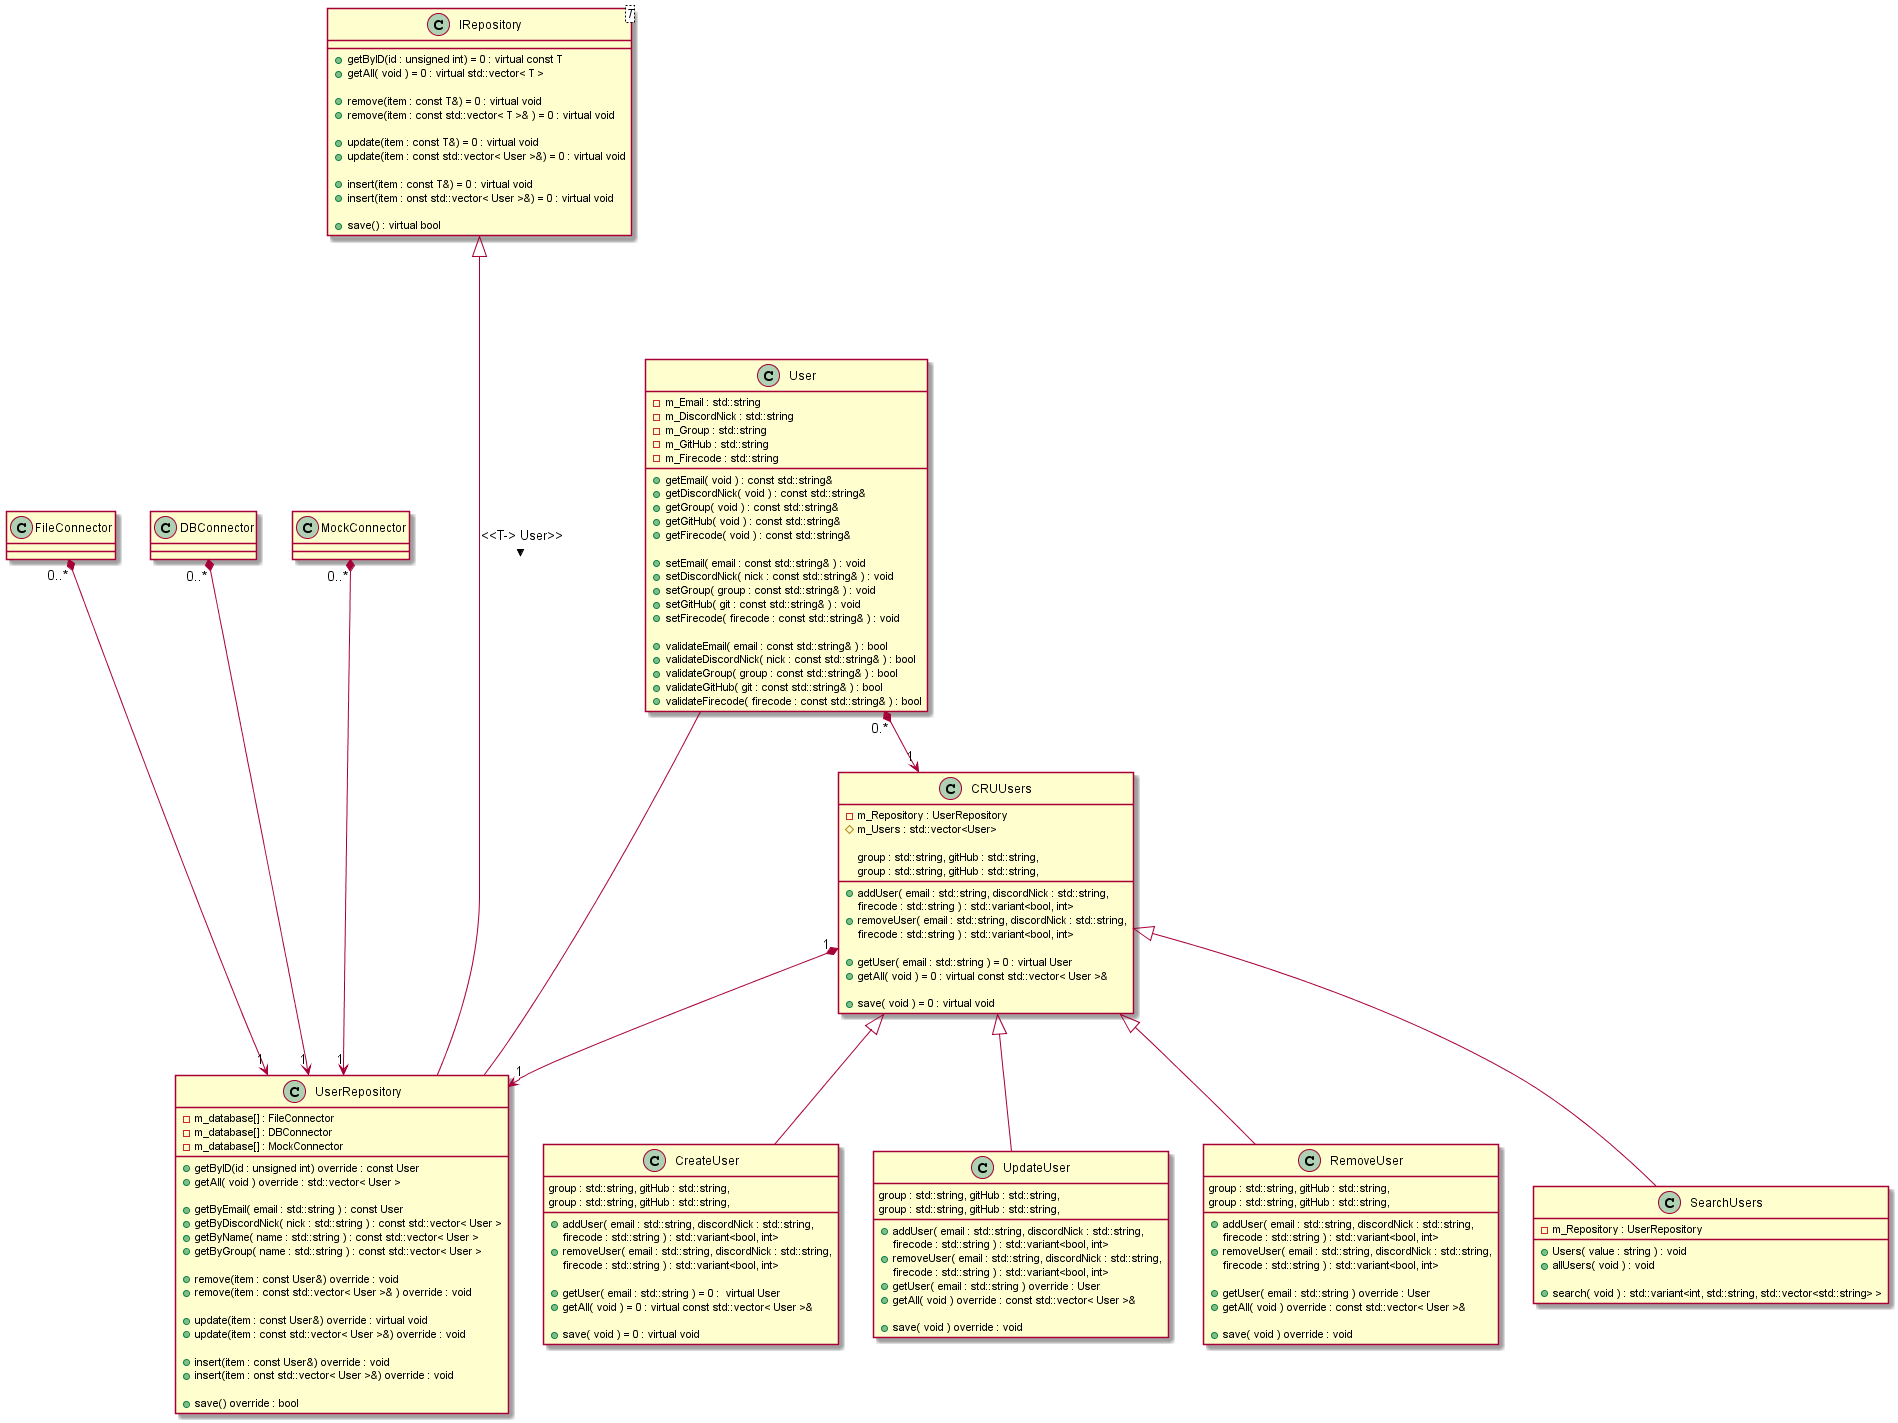 C IRepository
T
getByID(id : unsigned int) = 0 : virtual const T
getAll( void ) = 0 : virtual std::vector< T >
remove(item : const T&) = 0 : virtual void
remove(item : const std::vector< T >& ) = 0 : virtual void
update(item : const T&) = 0 : virtual void
update(item : const std::vector< User >&) = 0 : virtual void
insert(item : const T&) = 0 : virtual void
insert(item : onst std::vector< User >&) = 0 : virtual void
save() : virtual bool
C User
m_Email : std::string
m_DiscordNick : std::string
m_Group : std::string
m_GitHub : std::string
m_Firecode : std::string
getEmail( void ) : const std::string&
getDiscordNick( void ) : const std::string&
getGroup( void ) : const std::string&
getGitHub( void ) : const std::string&
getFirecode( void ) : const std::string&
setEmail( email : const std::string& ) : void
setDiscordNick( nick : const std::string& ) : void
setGroup( group : const std::string& ) : void
setGitHub( git : const std::string& ) : void
setFirecode( firecode : const std::string& ) : void
validateEmail( email : const std::string& ) : bool
validateDiscordNick( nick : const std::string& ) : bool
validateGroup( group : const std::string& ) : bool
validateGitHub( git : const std::string& ) : bool
validateFirecode( firecode : const std::string& ) : bool
C FileConnector
C DBConnector
C MockConnector
<<T-> User>>
0..*
0..*
0..*
0..*
1
C CRUUsers
m_Repository : UserRepository
m_Users : std::vector<User>
group : std::string, gitHub : std::string,
group : std::string, gitHub : std::string,
addUser( email : std::string, discordNick : std::string,
firecode : std::string ) : std::variant<bool, int>
removeUser( email : std::string, discordNick : std::string,
firecode : std::string ) : std::variant<bool, int>
getUser( email : std::string ) = 0 : virtual User
getAll( void ) = 0 : virtual const std::vector< User >&
save( void ) = 0 : virtual void
1
1
1
1
1
C UserRepository
m_database[] : FileConnector
m_database[] : DBConnector
m_database[] : MockConnector
getByID(id : unsigned int) override : const User
getAll( void ) override : std::vector< User >
getByEmail( email : std::string ) : const User
getByDiscordNick( nick : std::string ) : const std::vector< User >
getByName( name : std::string ) : const std::vector< User >
getByGroup( name : std::string ) : const std::vector< User >
remove(item : const User&) override : void
remove(item : const std::vector< User >& ) override : void
update(item : const User&) override : virtual void
update(item : const std::vector< User >&) override : void
insert(item : const User&) override : void
insert(item : onst std::vector< User >&) override : void
save() override : bool
C CreateUser
group : std::string, gitHub : std::string,
group : std::string, gitHub : std::string,
addUser( email : std::string, discordNick : std::string,
firecode : std::string ) : std::variant<bool, int>
removeUser( email : std::string, discordNick : std::string,
firecode : std::string ) : std::variant<bool, int>
getUser( email : std::string ) = 0 : virtual User
getAll( void ) = 0 : virtual const std::vector< User >&
save( void ) = 0 : virtual void
C UpdateUser
group : std::string, gitHub : std::string,
group : std::string, gitHub : std::string,
addUser( email : std::string, discordNick : std::string,
firecode : std::string ) : std::variant<bool, int>
removeUser( email : std::string, discordNick : std::string,
firecode : std::string ) : std::variant<bool, int>
getUser( email : std::string ) override : User
getAll( void ) override : const std::vector< User >&
save( void ) override : void
C RemoveUser
group : std::string, gitHub : std::string,
group : std::string, gitHub : std::string,
addUser( email : std::string, discordNick : std::string,
firecode : std::string ) : std::variant<bool, int>
removeUser( email : std::string, discordNick : std::string,
firecode : std::string ) : std::variant<bool, int>
getUser( email : std::string ) override : User
getAll( void ) override : const std::vector< User >&
save( void ) override : void
C SearchUsers
m_Repository : UserRepository
Users( value : string ) : void
allUsers( void ) : void
search( void ) : std::variant<int, std::string, std::vector<std::string> >